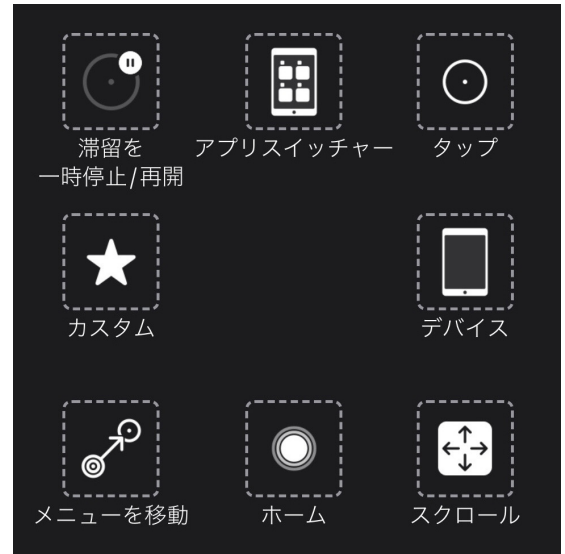 滞留を
一時停止/再開
アプリスイッチャー
タップ
カスタム
デバイス
メニューを移動
ホーム
スクロール